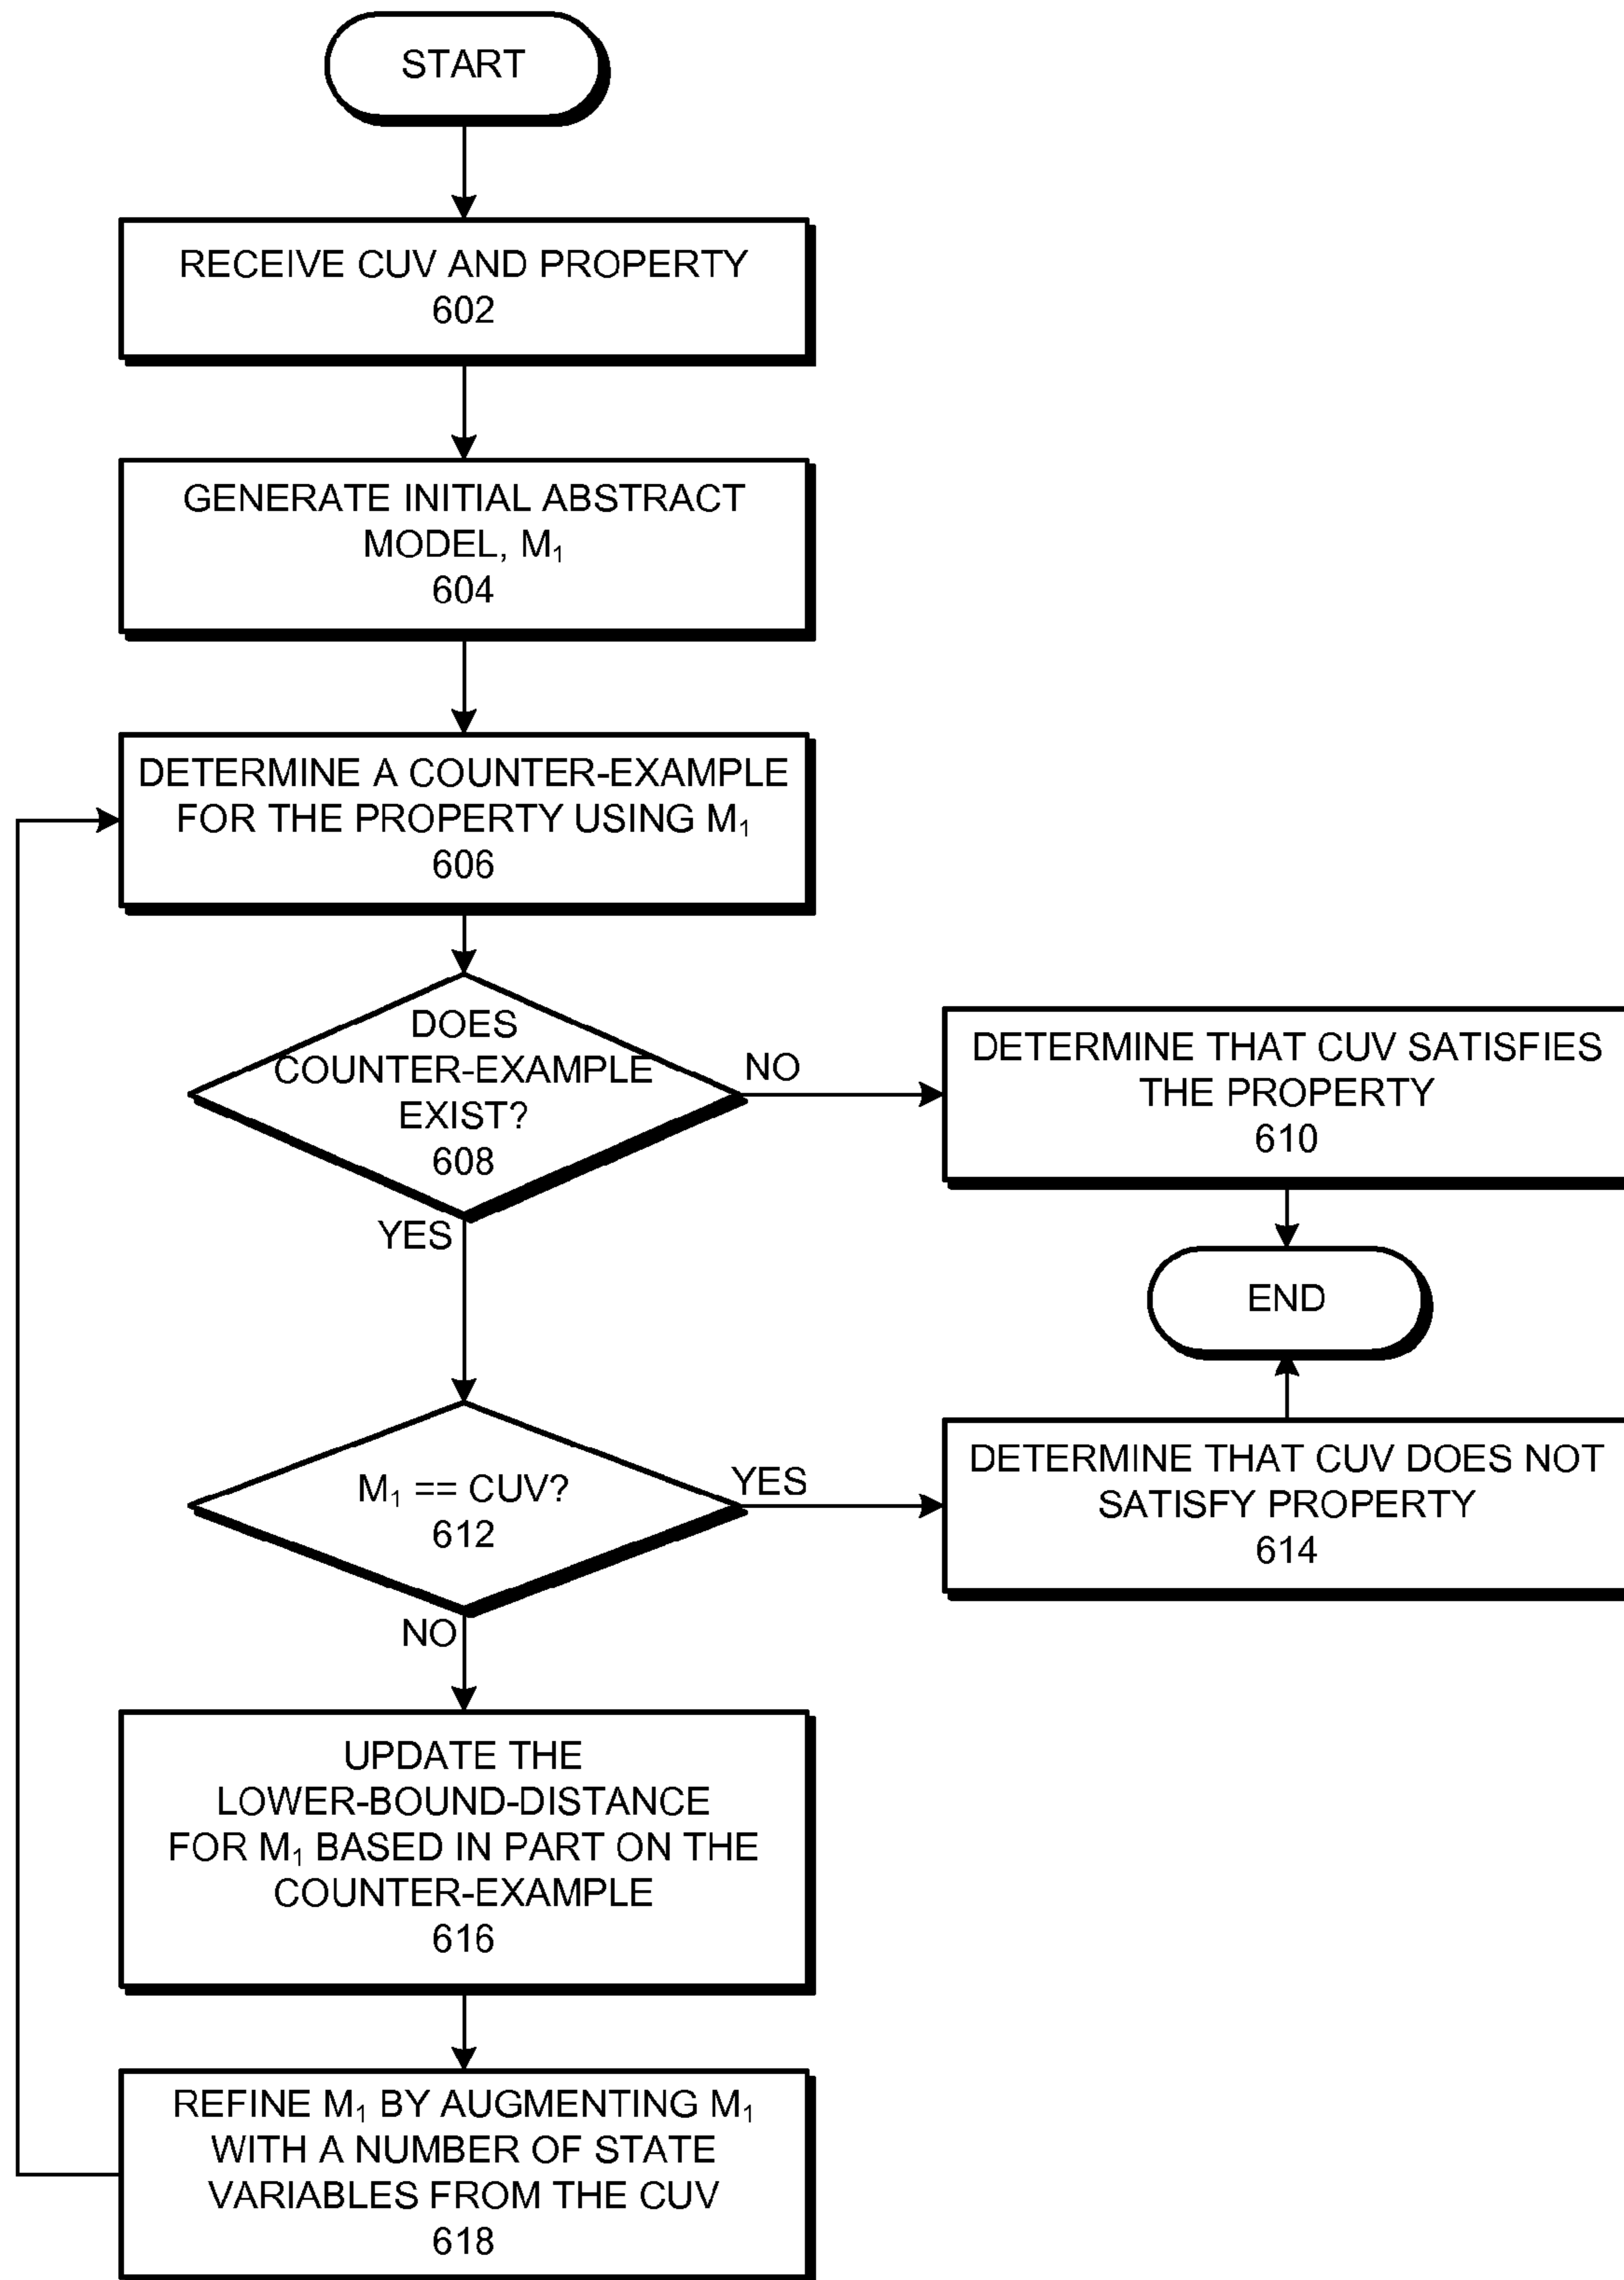 START
RECEIVE CUV AND PROPERTY
602
GENERATE INITIAL ABSTRACT
MODEL, M₁
604
DETERMINE A COUNTER-EXAMPLE
FOR THE PROPERTY USING M₁
606
DOES
COUNTER-EXAMPLE
EXIST?
608
NO
DETERMINE THAT CUV SATISFIES
THE PROPERTY
610
YES
END
M₁ == CUV?
612
YES
DETERMINE THAT CUV DOES NOT
SATISFY PROPERTY
614
NO
UPDATE THE
LOWER-BOUND-DISTANCE
FOR M₁ BASED IN PART ON THE
COUNTER-EXAMPLE
616
REFINE M₁ BY AUGMENTING M₁
WITH A NUMBER OF STATE
VARIABLES FROM THE CUV
618